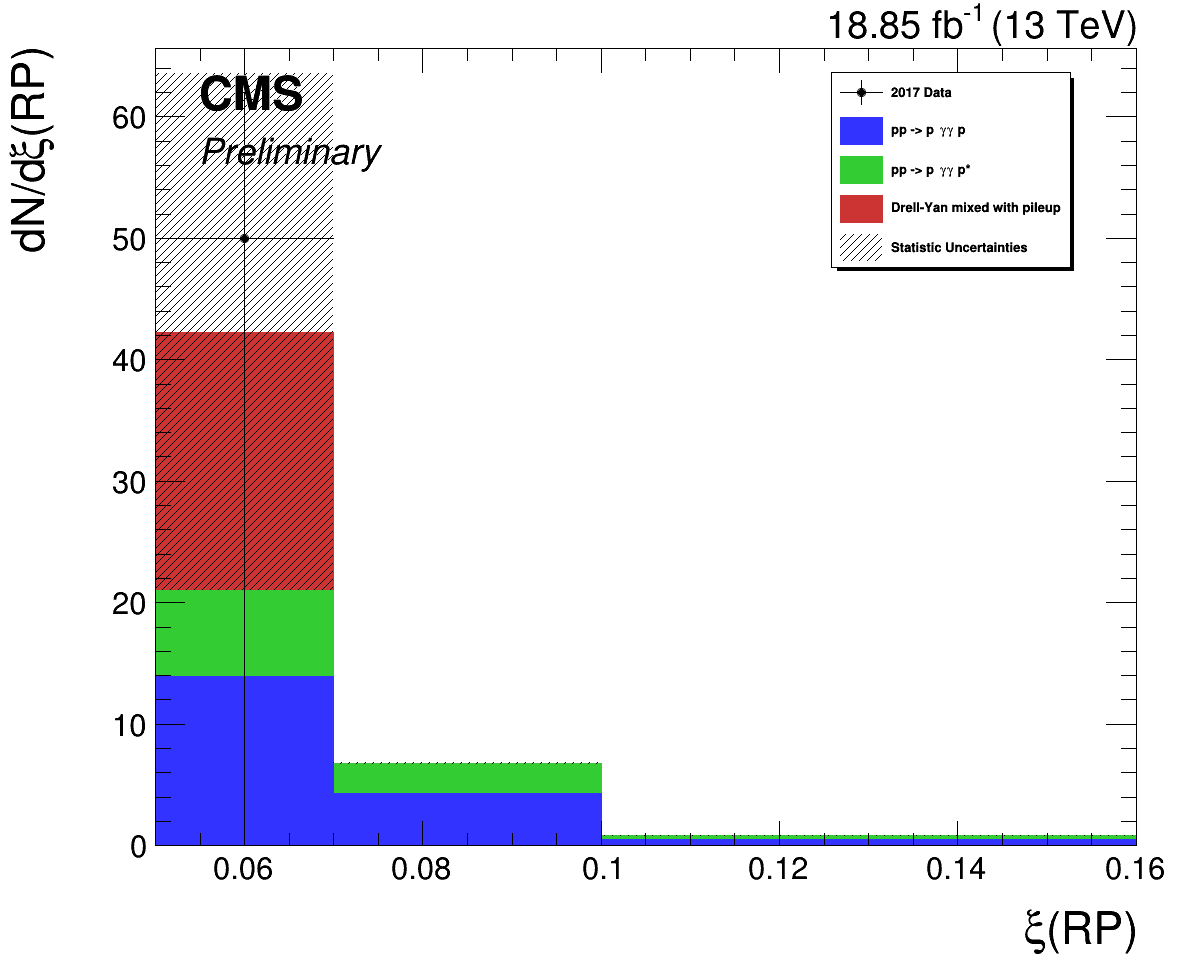 18.85 fb⁻¹ (13 TeV)
dN/dξ(RP)
CMS
Preliminary
2017 Data
pp -> p γγ p
pp -> p γγ p*
Drell-Yan mixed with pileup
Statistic Uncertainties
60
50
40
30
20
10
0
0.06 0.08 0.1 0.12 0.14 0.16
ξ(RP)